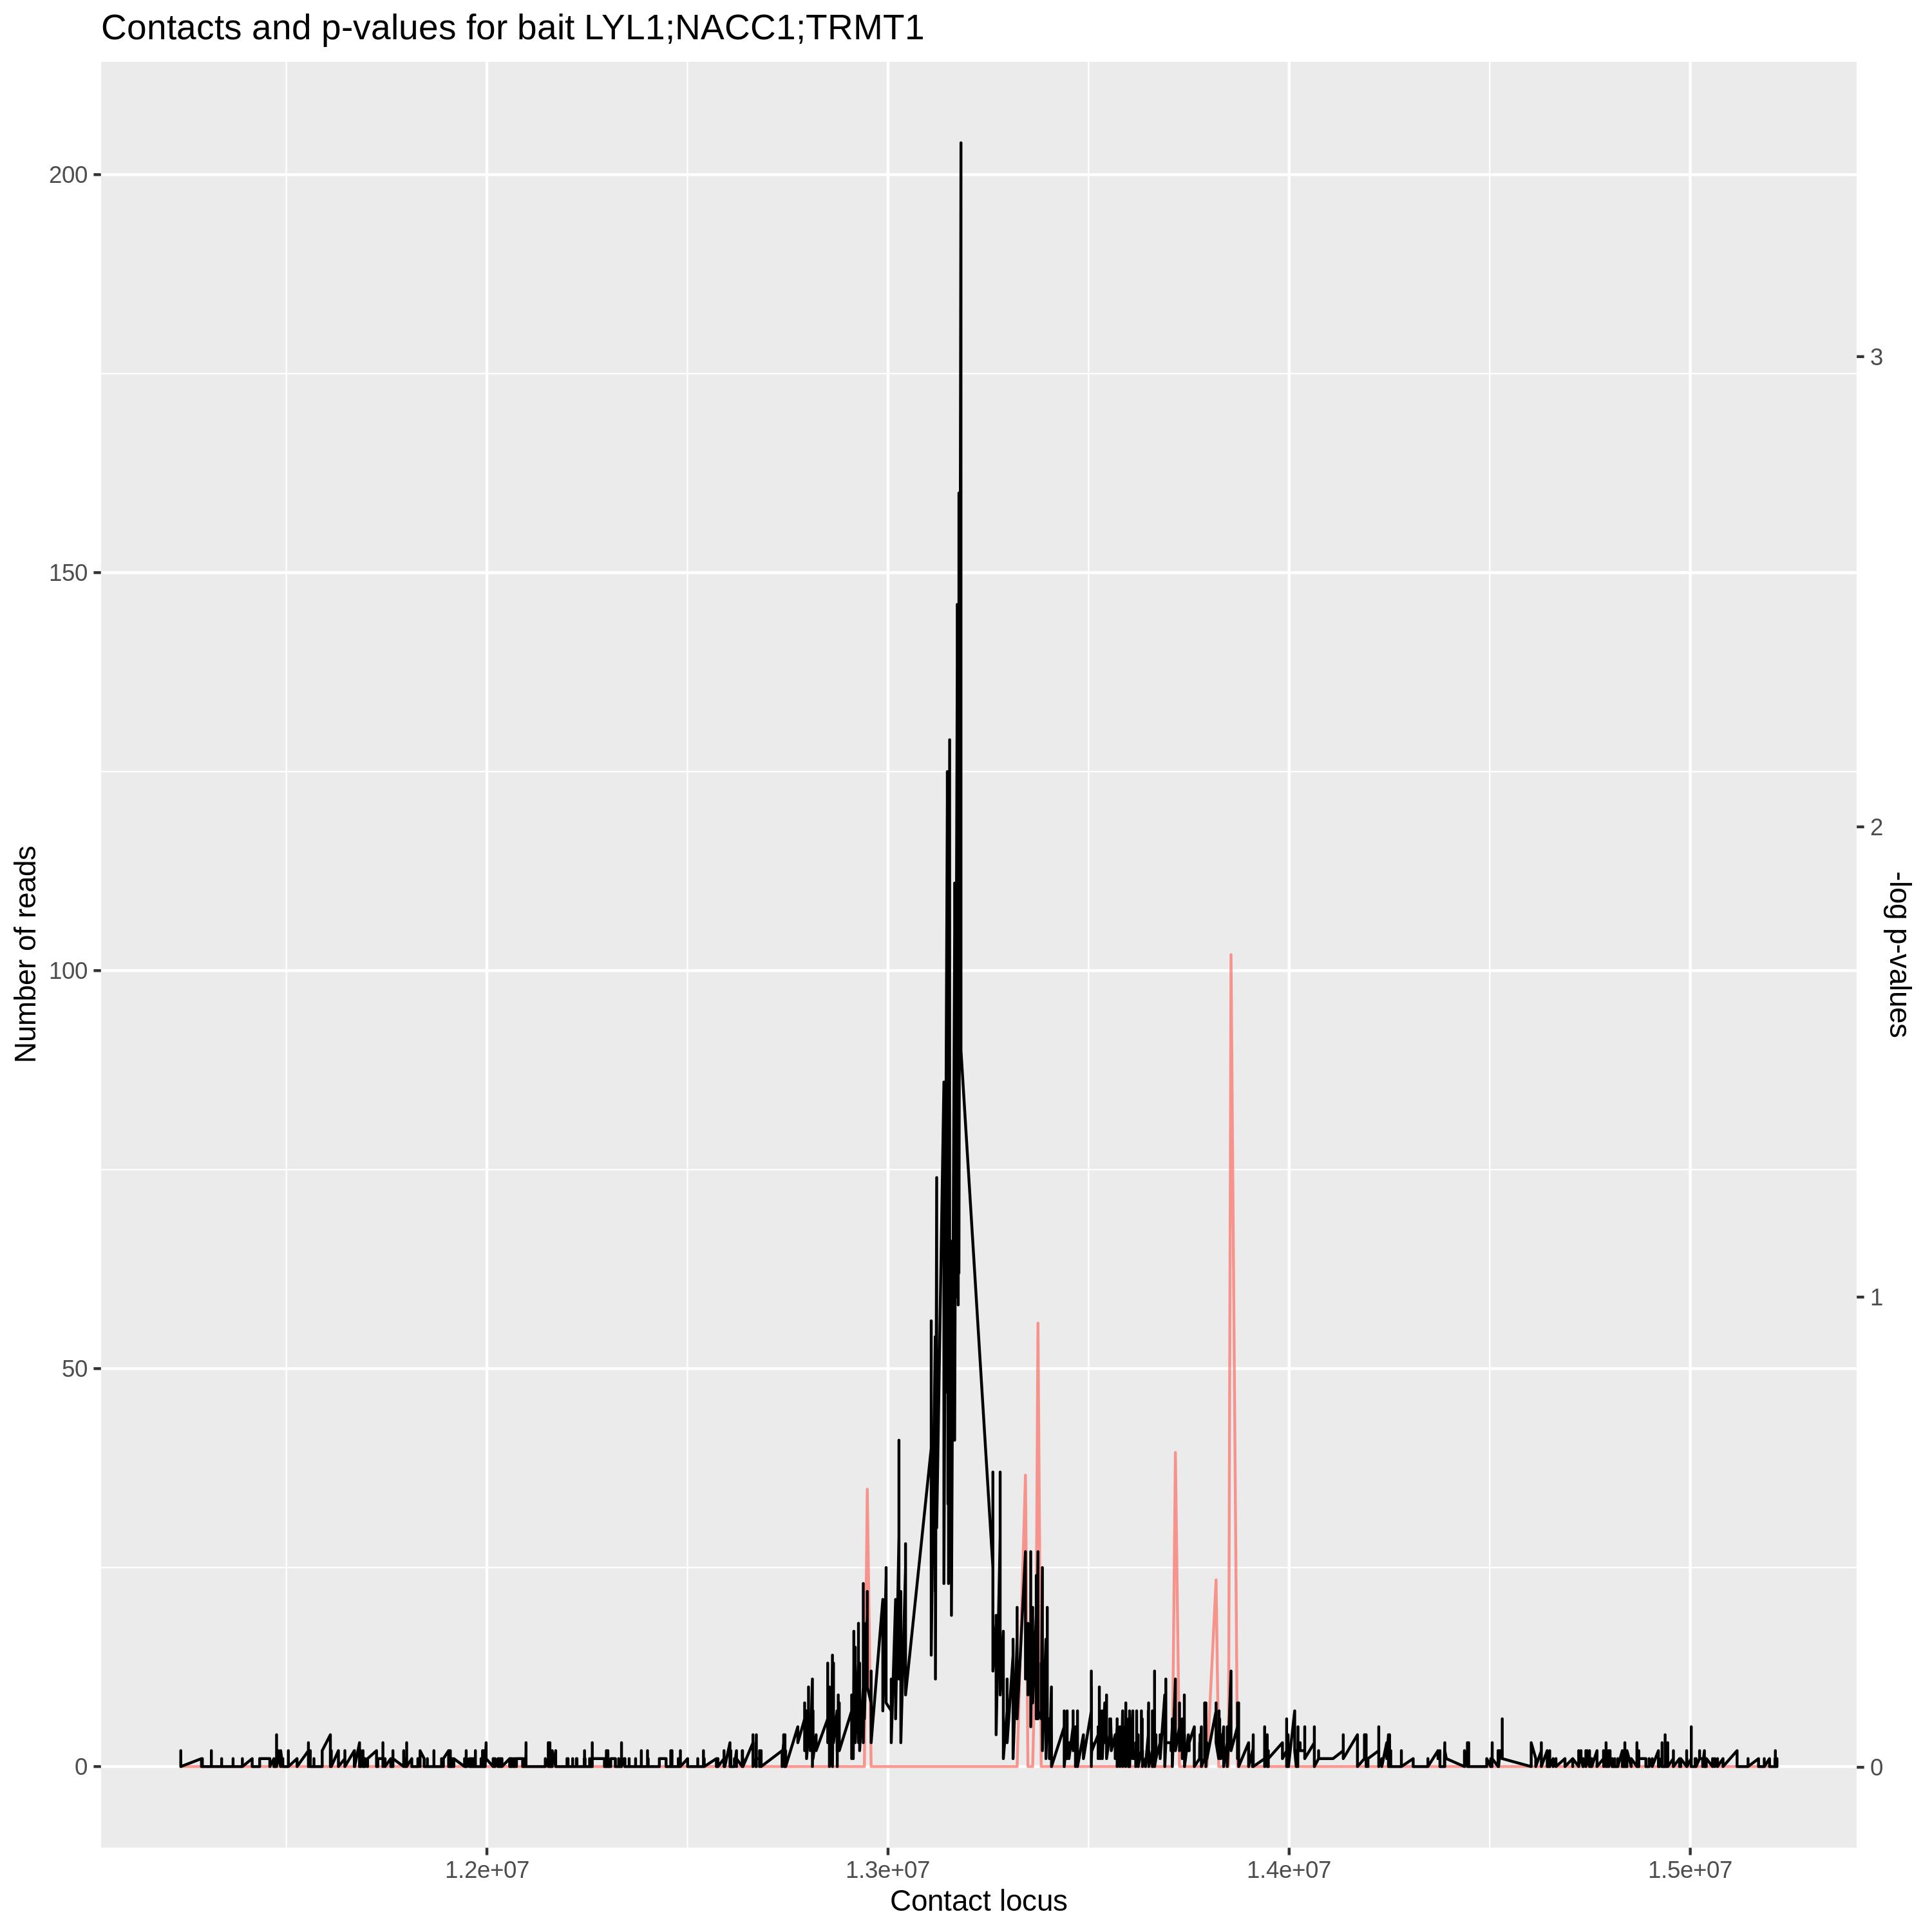 Contacts and p-values for bait LYL1;NACC1;TRMT1
200
150
100
50
0
Number of reads
3
2
1
0
-log p-values
1.2e+07
1.3e+07
1.4e+07
1.5e+07
Contact locus